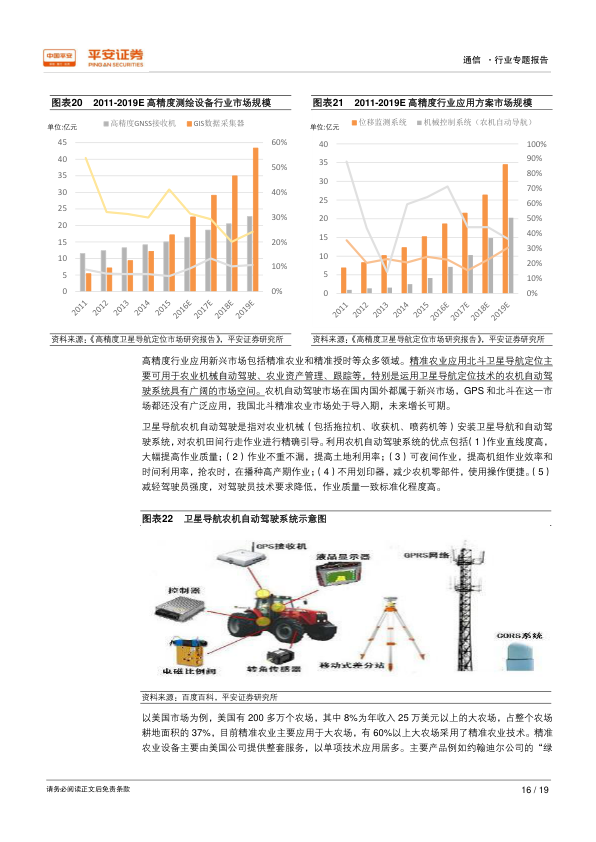 中国平安
平安证券
PING AN SECURITIES
通信 ·行业专题报告
图表20 2011-2019E 高精度测绘设备行业市场规模
单位:亿元
高精度GNSS接收机 GIS数据采集器
45
40
35
30
25
20
15
10
5
0
60%
50%
40%
30%
20%
10%
0%
2011
2012
2013
2014
2015
2016E
2017E
2018E
2019E
资料来源：《高精度卫星导航定位市场研究报告》，平安证券研究所
图表21 2011-2019E 高精度行业应用方案市场规模
单位:亿元
位移监测系统 机械控制系统（农机自动导航）
40
35
30
25
20
15
10
5
0
100%
90%
80%
70%
60%
50%
40%
30%
20%
10%
0%
2011
2012
2013
2014
2015
2016E
2017E
2018E
2019E
资料来源：《高精度卫星导航定位市场研究报告》，平安证券研究所
高精度行业应用新兴市场包括精准农业和精准授时等众多领域。精准农业应用北斗卫星导航定位主
要可用于农业机械自动驾驶、农业资产管理、跟踪等，特别是运用卫星导航定位技术的农机自动驾
驶系统具有广阔的市场空间。农机自动驾驶市场在国内国外都属于新兴市场，GPS 和北斗在这一市
场都还没有广泛应用，我国北斗精准农业市场处于导入期，未来增长可期。
卫星导航农机自动驾驶是指对农业机械（包括拖拉机、收获机、喷药机等）安装卫星导航和自动驾
驶系统，对农机田间行走作业进行精确引导。利用农机自动驾驶系统的优点包括(1)作业直线度高，
大幅提高作业质量；（2）作业不重不漏，提高土地利用率；（3）可夜间作业，提高机组作业效率和
时间利用率，抢农时，在播种高产期作业；（4）不用划印器，减少农机零部件，使用操作便捷。（5）
减轻驾驶员强度，对驾驶员技术要求降低，作业质量一致标准化程度高。
图表22 卫星导航农机自动驾驶系统示意图
GPS接收机
液晶显示器
GPRS网络
控制器
电磁比例阀
转角传感器
移动式差分站
CORS系统
资料来源：百度百科，平安证券研究所
以美国市场为例，美国有 200 多万个农场，其中 8%为年收入 25 万美元以上的大农场，占整个农场
耕地面积的 37%，目前精准农业主要应用于大农场，有 60%以上大农场采用了精准农业技术。精准
农业设备主要由美国公司提供整套服务，以单项技术应用居多。主要产品例如约翰迪尔公司的“绿
请务必阅读正文后免责条款
16 / 19